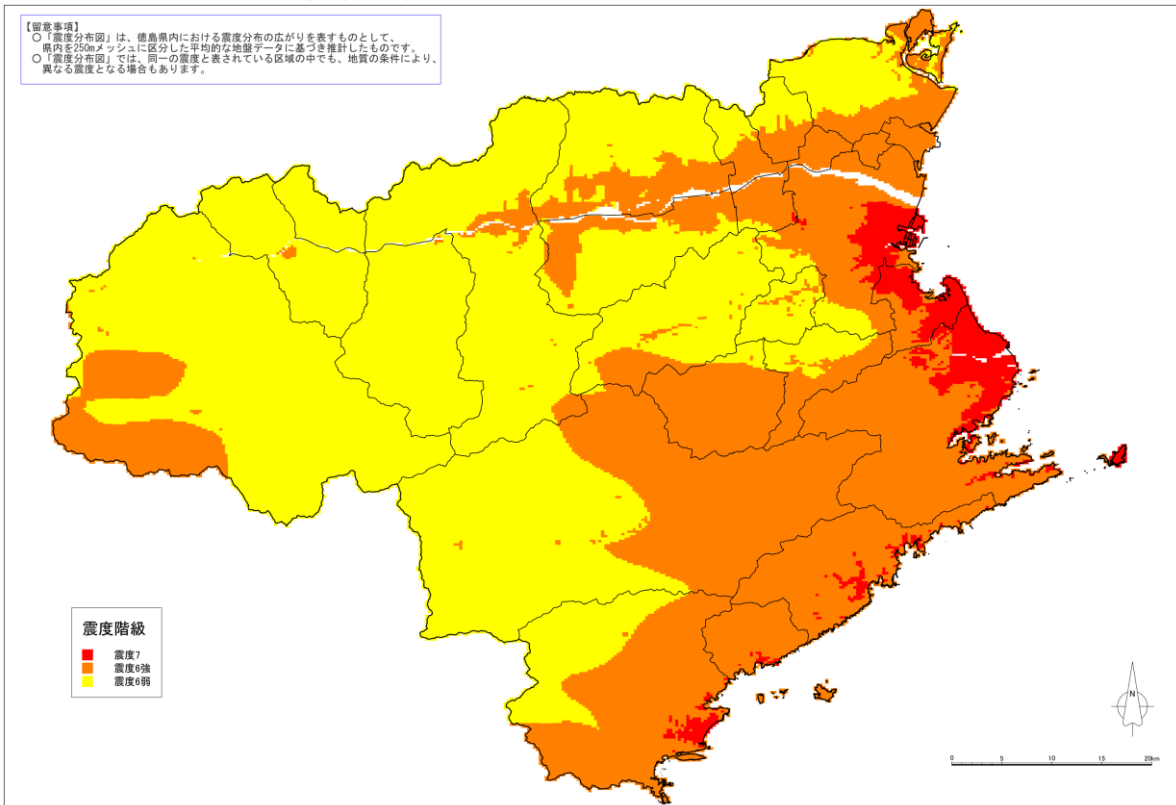 【留意事項】
○「震度分布図」は、徳島県内における震度分布の広がりを表すものとして、
県内を250mメッシュに区分した平均的な地盤データに基づき推計したものです。
○「震度分布図」では、同一の震度と表されている区域の中でも、地質の条件により、
異なる震度となる場合もあります。
震度階級
震度7
震度6強
震度6弱
N
0 5 10 20km